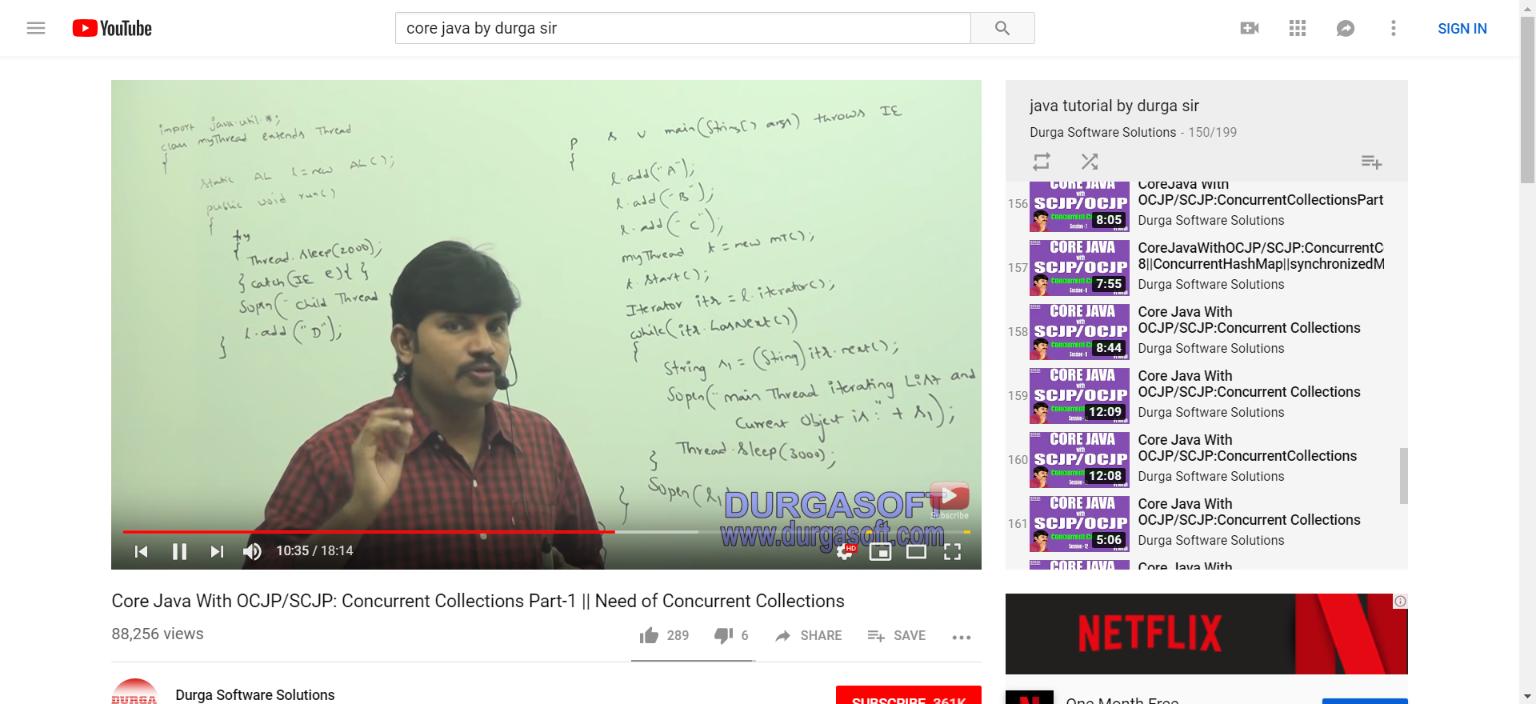 YouTube
core java by durga sir
SIGN IN
import java.util.*;
class myThread extends Thread
{
static AL l=new AL();
public void run()
{
try
{
Thread.sleep(2000);
} catch(IE e){ }
Sopln("child Thread
l.add("D");
}
P S V main(String[] args) throws IE
{
l.add("A");
l.add("B");
l.add("C");
myThread t=new mT();
t.start();
Iterator itr = l.iterator();
while(itr.hasNext())
{
String s1 = (String)itr.next();
Sopln("main Thread iterating List and
Current Object is:" + s1);
Thread.sleep(3000);
}
Sopln(l
}
DURGASOFT
www.durgasoft.com
Subscribe
10:35 / 18:14
HD
Core Java With OCJP/SCJP: Concurrent Collections Part-1 || Need of Concurrent Collections
88,256 views
289
6
SHARE
SAVE
DURGA
Durga Software Solutions
SUBSCRIBE 361K
java tutorial by durga sir
Durga Software Solutions - 150/199
156
CORE JAVA
with
SCJP/OCJP
8:05
CoreJava With
OCJP/SCJP:ConcurrentCollectionsPart
Durga Software Solutions
157
CORE JAVA
with
SCJP/OCJP
7:55
CoreJavaWithOCJP/SCJP:ConcurrentC
8||ConcurrentHashMap||synchronizedM
Durga Software Solutions
158
CORE JAVA
with
SCJP/OCJP
8:44
Core Java With
OCJP/SCJP:Concurrent Collections
Durga Software Solutions
159
CORE JAVA
with
SCJP/OCJP
12:09
Core Java With
OCJP/SCJP:Concurrent Collections
Durga Software Solutions
160
CORE JAVA
with
SCJP/OCJP
12:08
Core Java With
OCJP/SCJP:ConcurrentCollections
Durga Software Solutions
161
CORE JAVA
with
SCJP/OCJP
5:06
Core Java With
OCJP/SCJP:Concurrent Collections
Durga Software Solutions
CORE JAVA
Core Java With
NETFLIX
One Month Free